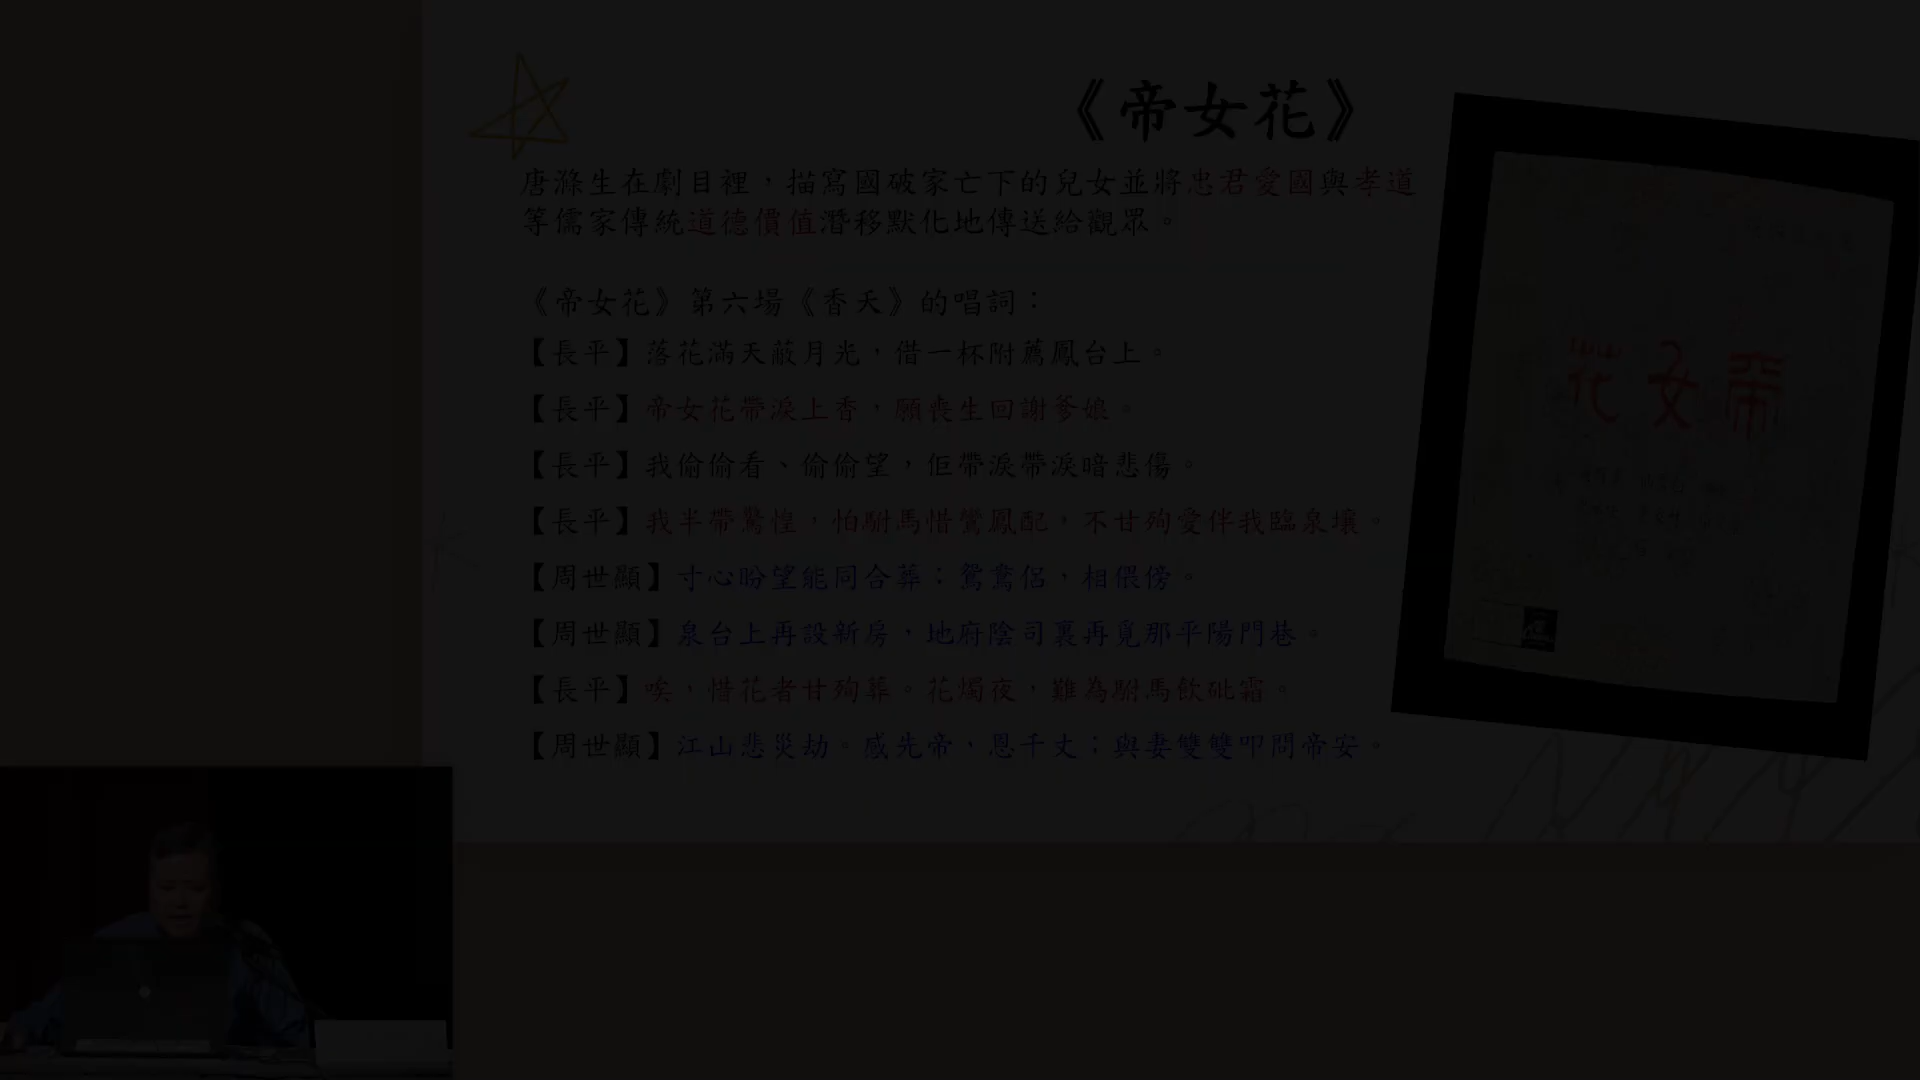 《帝女花》
唐滌生在劇目裡，描寫國破家亡下的兒女並將忠君愛國與孝道
等儒家傳統道德價值潛移默化地傳送給觀眾。
《帝女花》第六場《香夭》的唱詞：
【長平】落花滿天蔽月光，借一杯附薦鳳台上。
【長平】帝女花帶淚上香，願喪生回謝爹娘。
【長平】我偷偷看、偷偷望，佢帶淚帶淚暗悲傷。
【長平】我半帶驚惶，怕駙馬惜鸞鳳配，不甘殉愛伴我臨泉壤。
【周世顯】寸心盼望能同合葬；鴛鴦侶，相偎傍。
【周世顯】泉台上再設新房，地府陰司裏再覓那平陽門巷。
【長平】唉，惜花者甘殉葬。花燭夜，難為駙馬飲砒霜。
【周世顯】江山悲災劫。感先帝，恩千丈；與妻雙雙叩問帝安。
花女帝